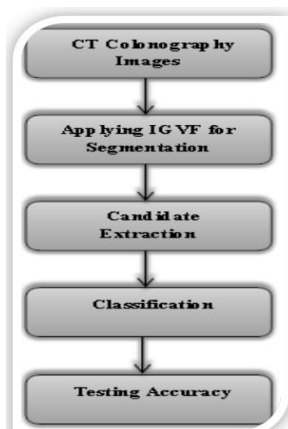 CT Colonography
Images
Applying IGVF for
Segmentation
Candidate
Extraction
Classification
Testing Accuracy